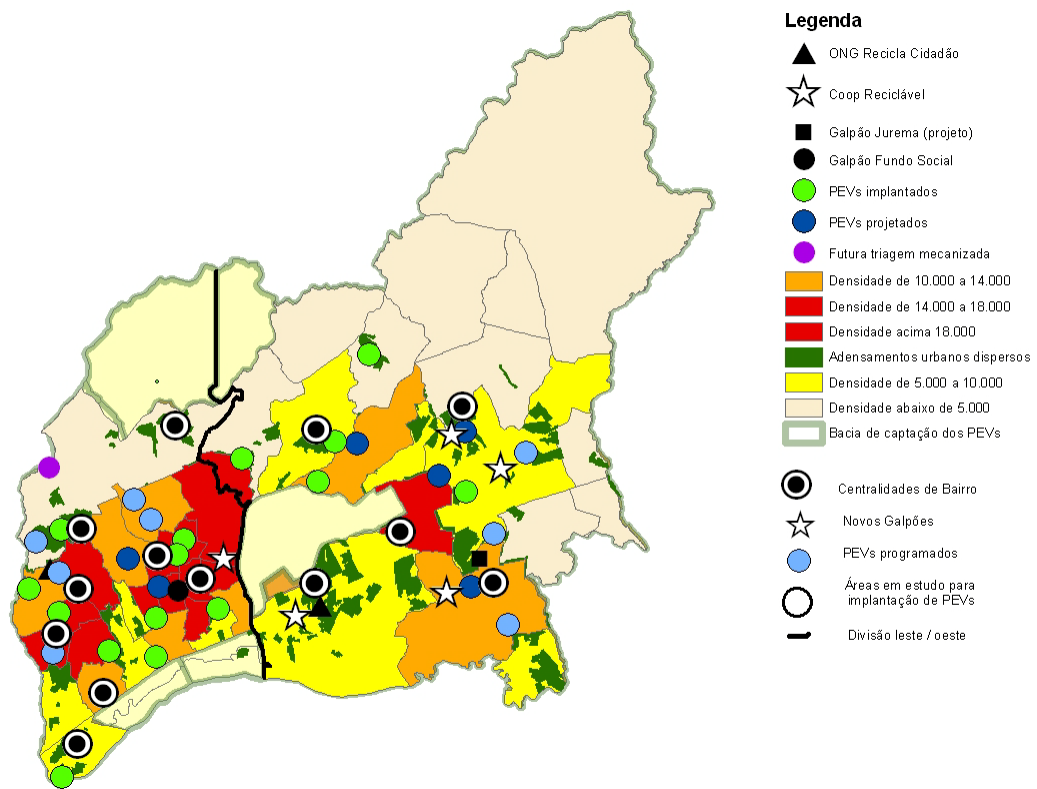 Legenda
ONG Recicla Cidadão
Coop Reciclável
Galpão Jurema (projeto)
Galpão Fundo Social
PEVs implantados
PEVs projetados
Futura triagem mecanizada
Densidade de 10.000 a 14.000
Densidade de 14.000 a 18.000
Densidade acima 18.000
Adensamentos urbanos dispersos
Densidade de 5.000 a 10.000
Densidade abaixo de 5.000
Bacia de captação dos PEVs
Centralidades de Bairro
Novos Galpões
PEVs programados
Áreas em estudo para
implantação de PEVs
Divisão leste / oeste